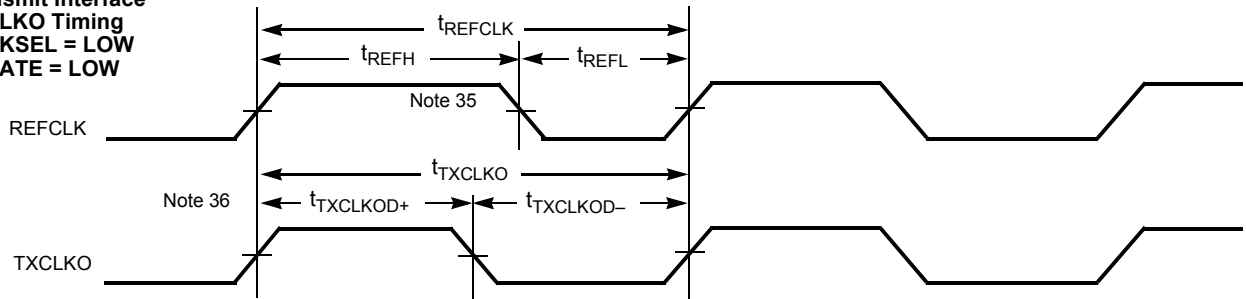 LKO Timing
KSEL = LOW
ATE = LOW
tREFCLK
tREFH
tREFL
Note 35
REFCLK
tTXCLKO
Note 36
tTXCLKOD+
tTXCLKOD–
TXCLKO